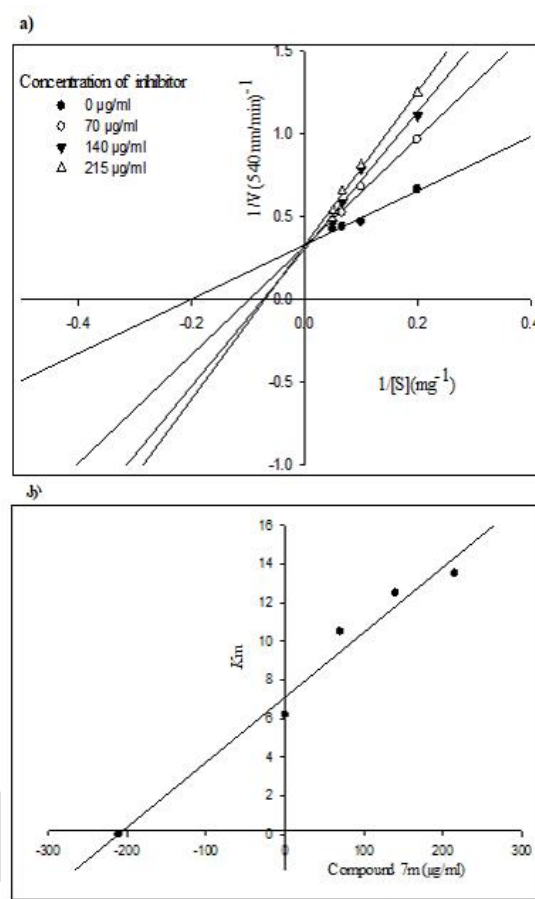 a)
1.5
Concentration of inhibitor
0 µg/ml
70 µg/ml
140 µg/ml
215 µg/ml
1/V (540 nm/min)⁻¹
1.0
0.5
0.0
-0.4
-0.2
0.0
0.2
0.4
-0.5
1/[S](mg⁻¹)
-1.0
16
14
12
10
Km
8
6
4
2
0
-300
-200
-100
0
100
200
300
Compound 7m (µg/ml)